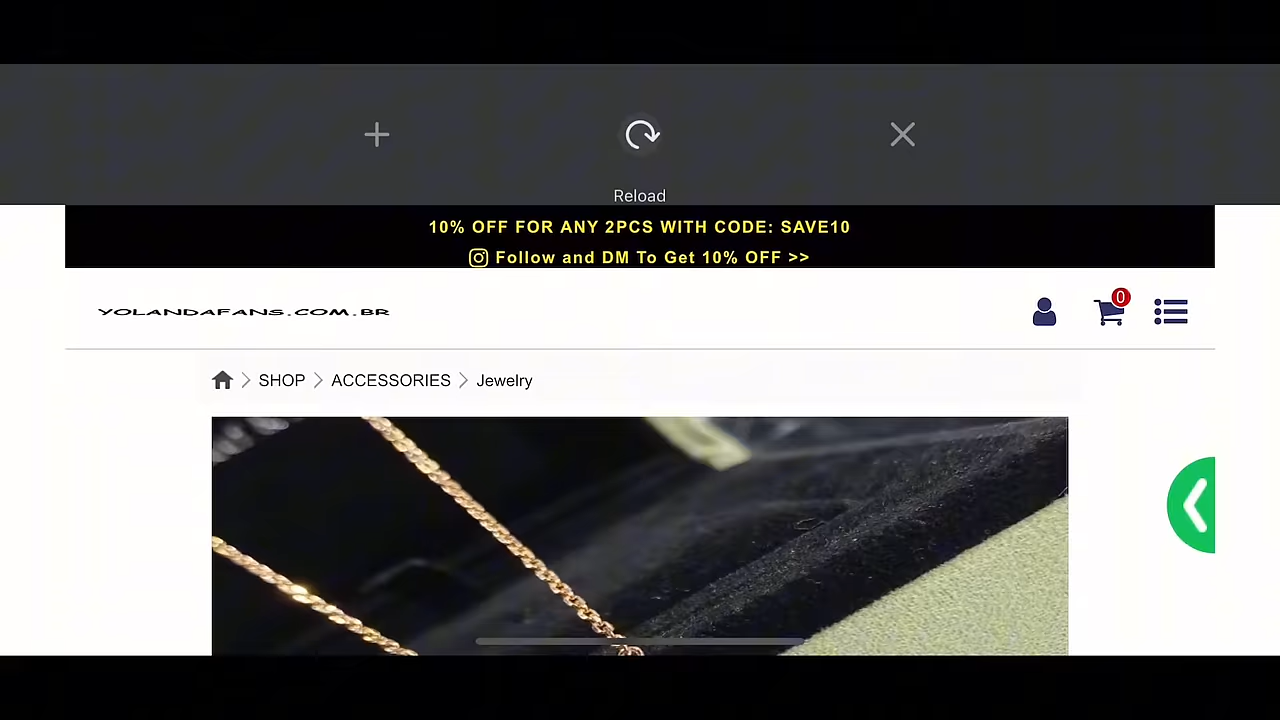 Reload
10% OFF FOR ANY 2PCS WITH CODE: SAVE10
Follow and DM To Get 10% OFF >>
YOLANDAFANS.COM.BR
0
SHOP > ACCESSORIES > Jewelry